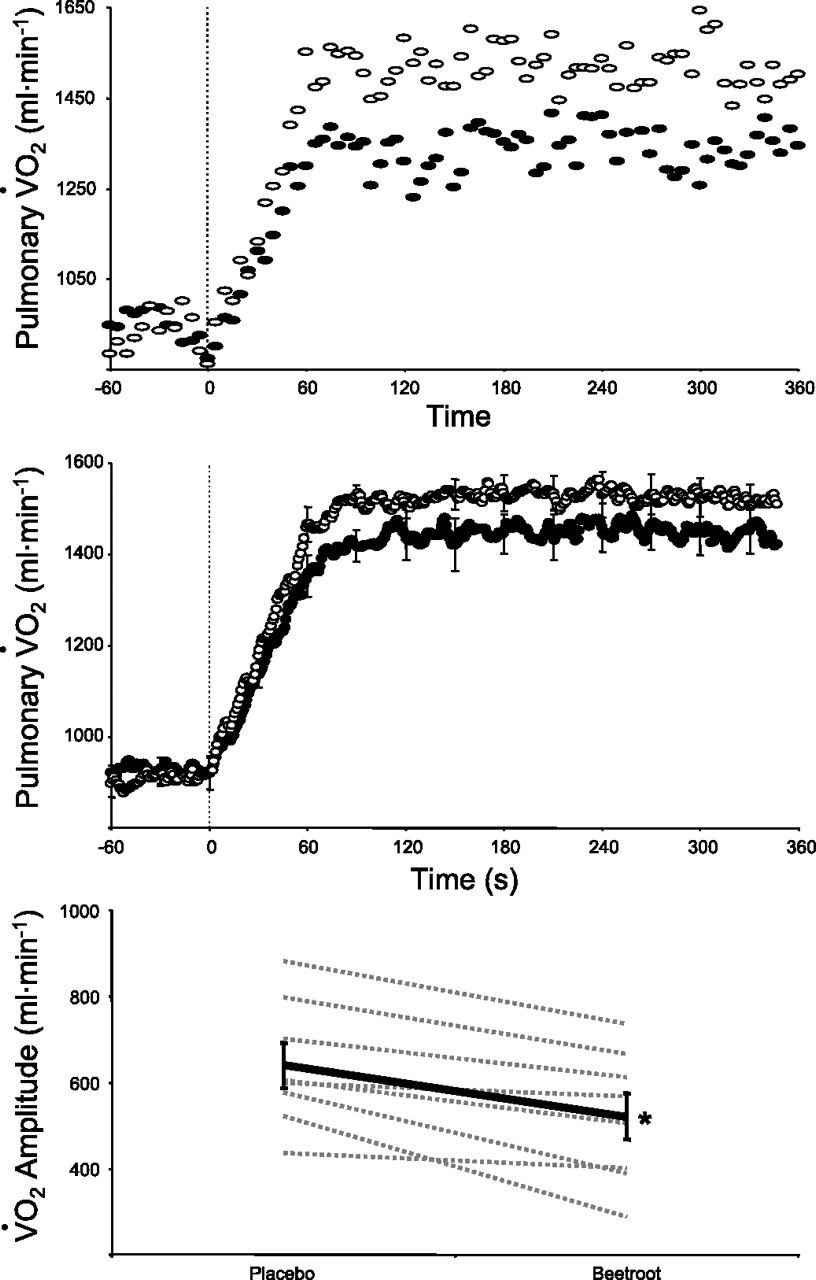 1650
1450
1250
1050
Pulmonary V̇O₂ (ml·min⁻¹)
-60 0 60 120 180 240 300 360
Time
1600
1400
1200
1000
Pulmonary V̇O₂ (ml·min⁻¹)
-60 0 60 120 180 240 300 360
Time (s)
1000
800
600
400
V̇O₂ Amplitude (ml·min⁻¹)
*
Placebo Beetroot